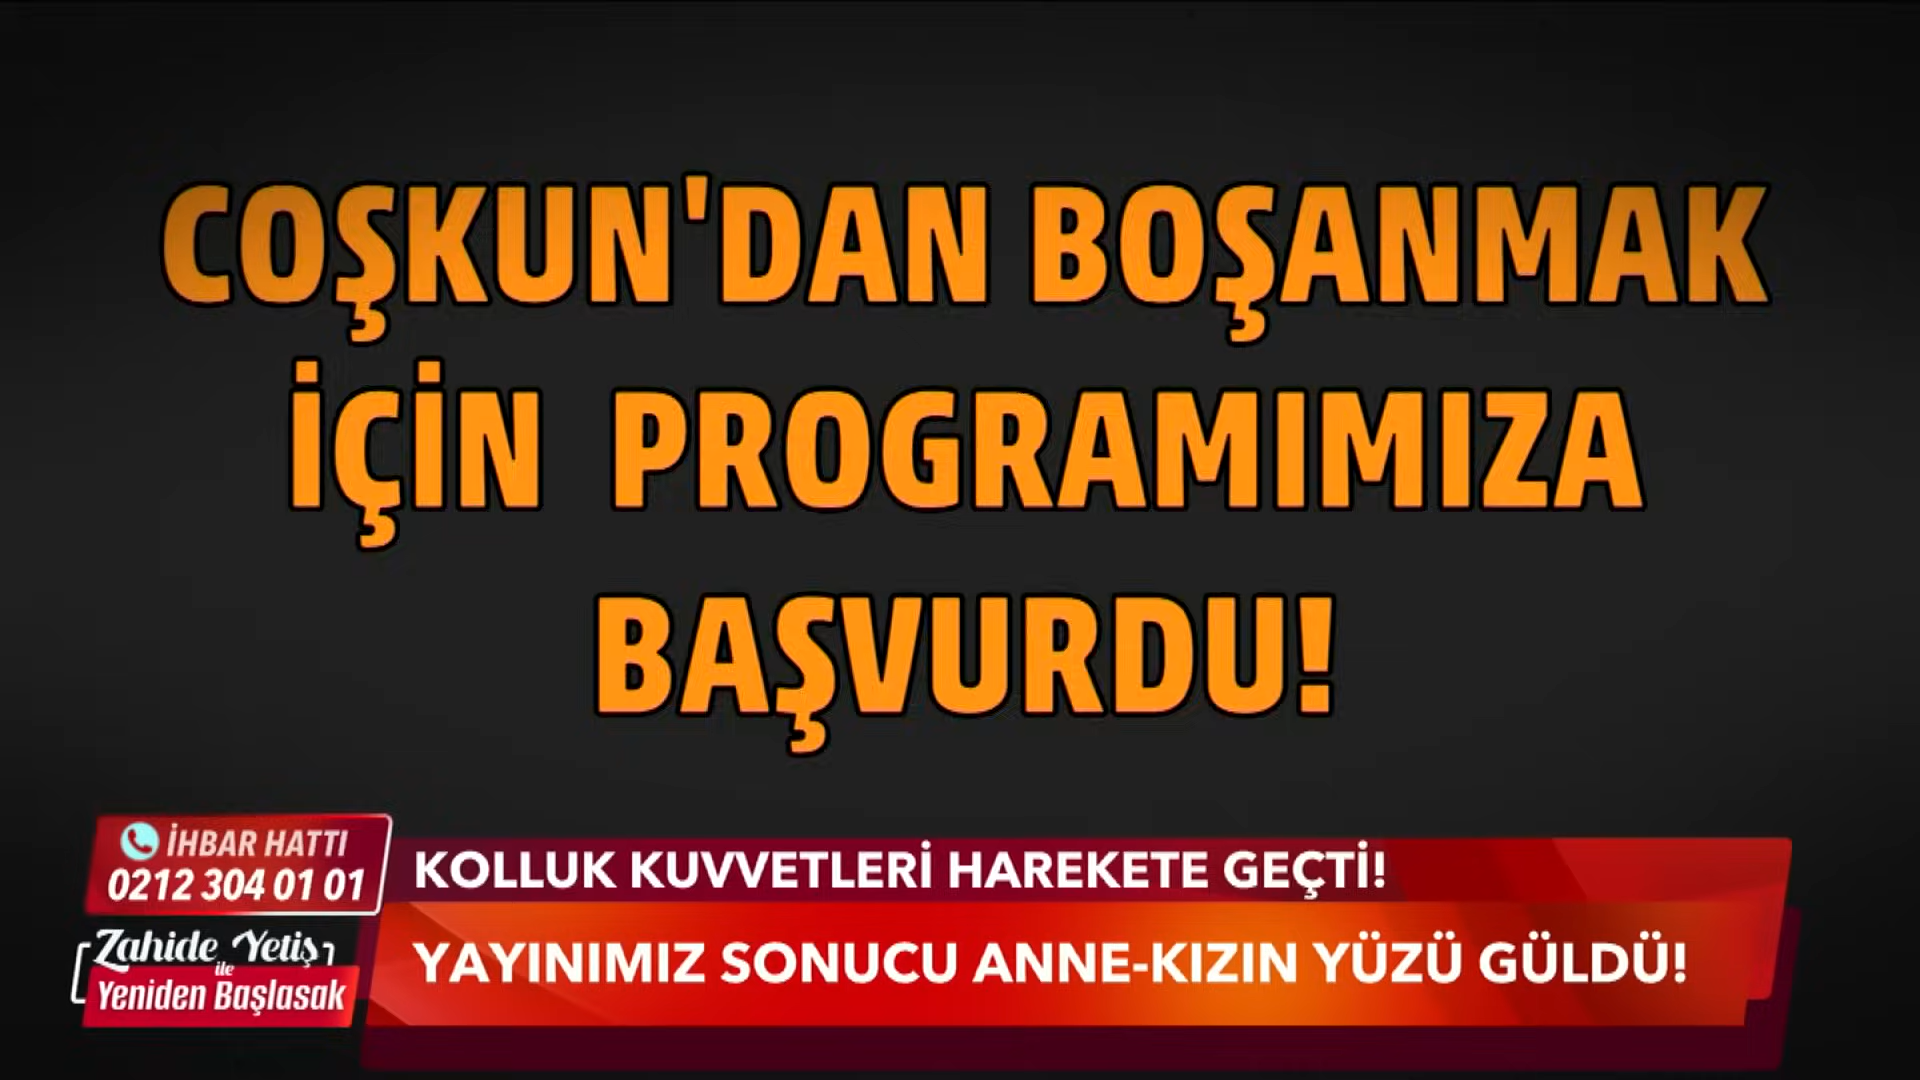 COŞKUN'DAN BOŞANMAK
İÇİN PROGRAMIMIZA
BAŞVURDU!
İHBAR HATTI
0212 304 01 01
KOLLUK KUVVETLERİ HAREKETE GEÇTİ!
Zahide Yetiş
ile
Yeniden Başlasak
YAYINIMIZ SONUCU ANNE-KIZIN YÜZÜ GÜLDÜ!